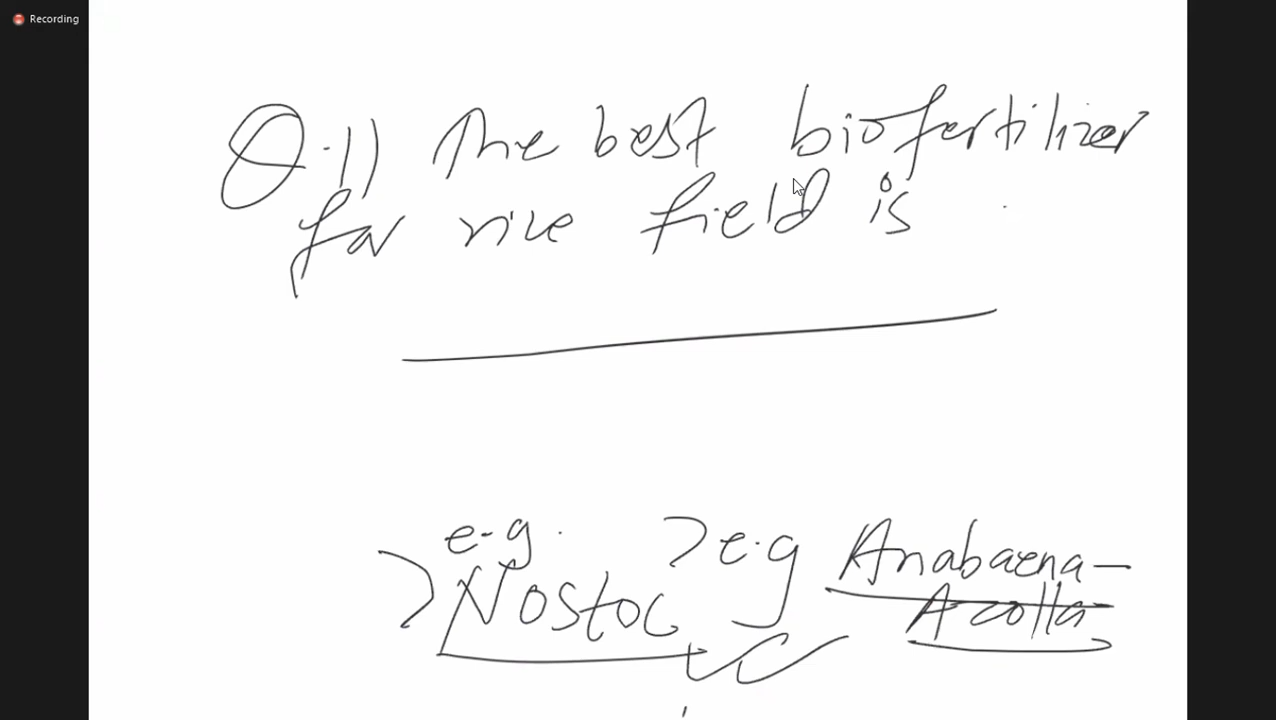 Recording
Q.11 The best biofertilizer
for rice field is
e-g. > e.g Anabaena-
) Nostoc Azolla